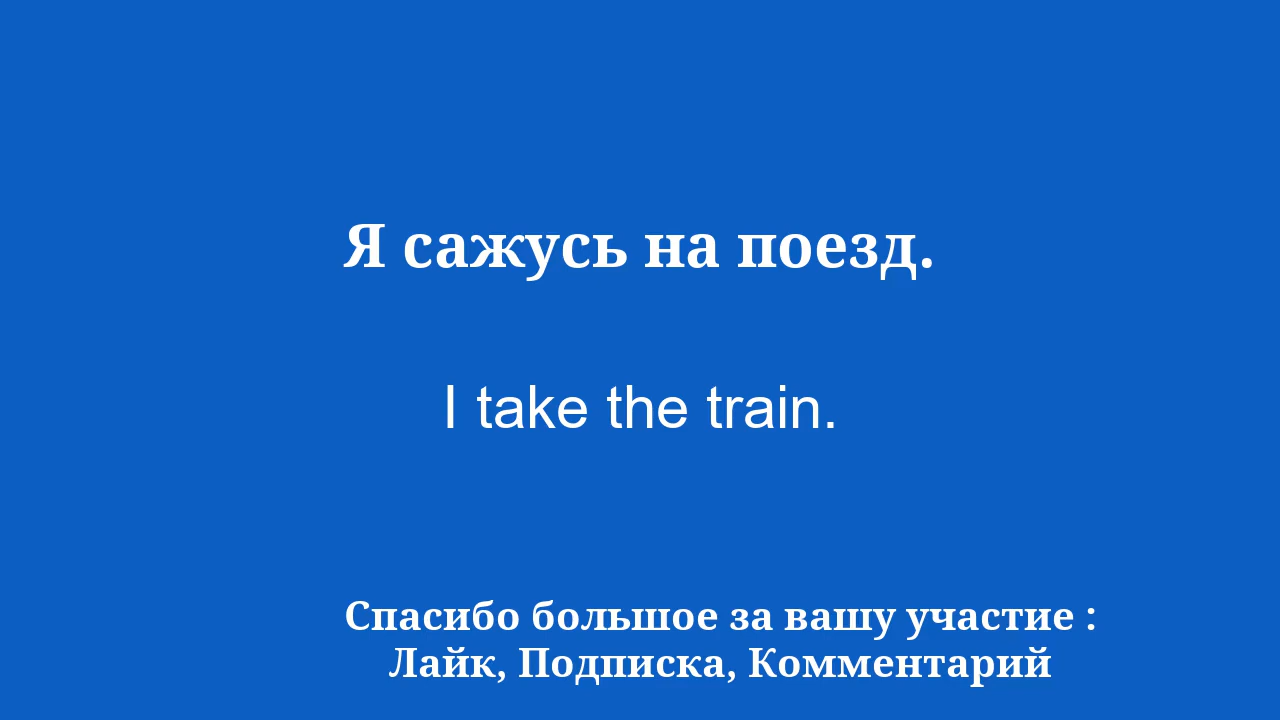 Я сажусь на поезд.
I take the train.
Спасибо большое за вашу участие :
Лайк, Подписка, Комментарий